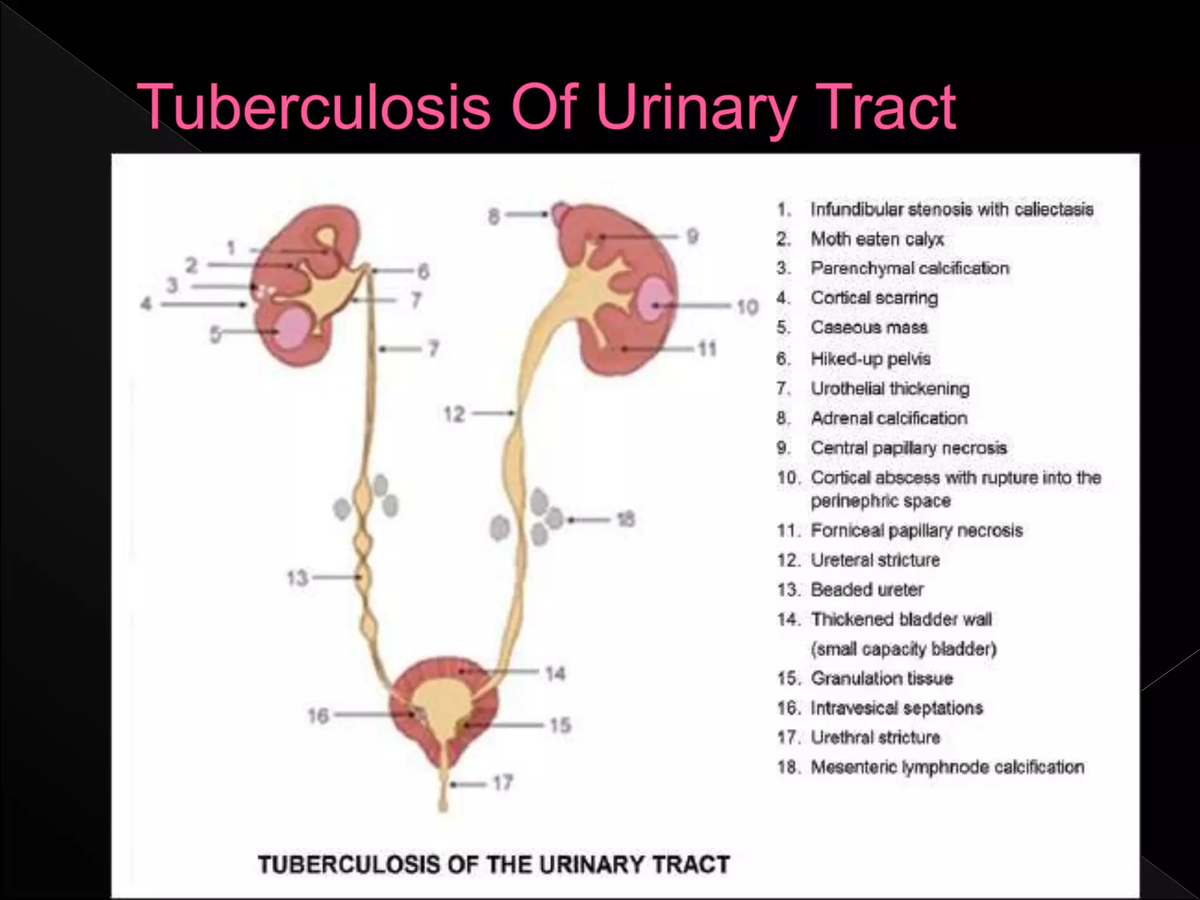 Tuberculosis Of Urinary Tract
1
2
3
4
5
6
7
7
8
9
10
11
12
13
14
15
16
17
18
1. Infundibular stenosis with caliectasis
2. Moth eaten calyx
3. Parenchymal calcification
4. Cortical scarring
5. Caseous mass
6. Hiked-up pelvis
7. Urothelial thickening
8. Adrenal calcification
9. Central papillary necrosis
10. Cortical abscess with rupture into the
perinephric space
11. Forniceal papillary necrosis
12. Ureteral stricture
13. Beaded ureter
14. Thickened bladder wall
(small capacity bladder)
15. Granulation tissue
16. Intravesical septations
17. Urethral stricture
18. Mesenteric lymphnode calcification
TUBERCULOSIS OF THE URINARY TRACT